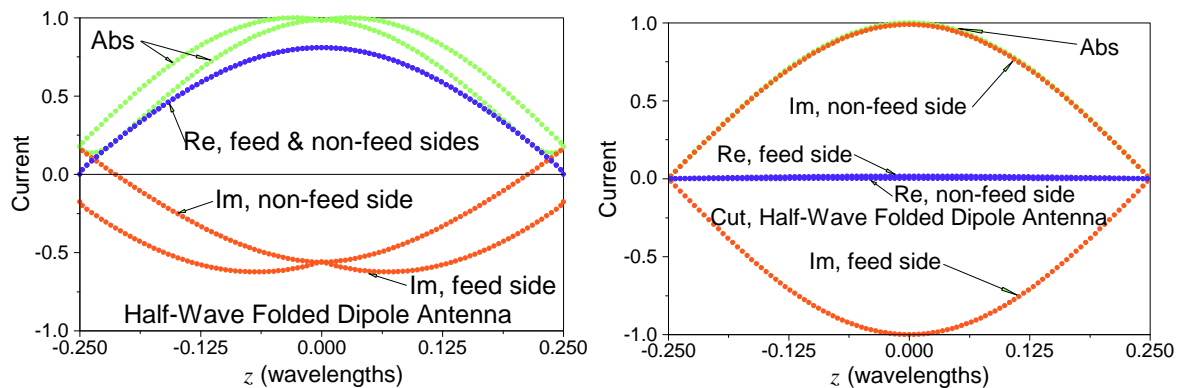 1.0
Abs
0.5
Re, feed & non-feed sides
Current
0.0
Im, non-feed side
-0.5
Im, feed side
Half-Wave Folded Dipole Antenna
-1.0
-0.250 -0.125 0.000 0.125 0.250
z (wavelengths)
1.0
Abs
Im, non-feed side
0.5
Re, feed side
Current
0.0
Re, non-feed side
Cut, Half-Wave Folded Dipole Antenna
-0.5
Im, feed side
-1.0
-0.250 -0.125 0.000 0.125 0.250
z (wavelengths)